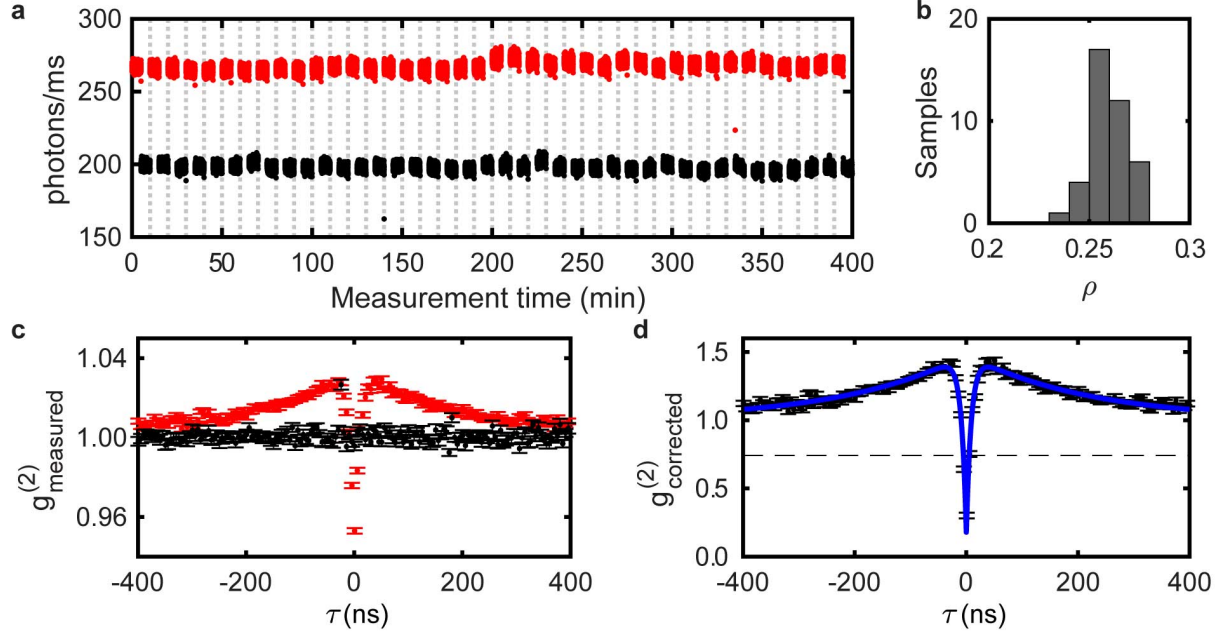 a
photons/ms
300
250
200
150
0 50 100 150 200 250 300 350 400
Measurement time (min)
b
Samples
20
10
0
0.2 0.25 0.3
ρ
c
g(2)measured
1.04
1.00
0.96
-400 -200 0 200 400
τ(ns)
d
g(2)corrected
1.5
1.0
0.5
0.0
-400 -200 0 200 400
τ(ns)